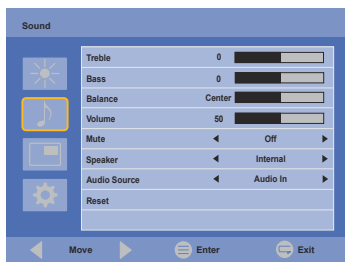 Sound
Treble 0
Bass 0
Balance Center
Volume 50
Mute Off
Speaker Internal
Audio Source Audio In
Reset
Move Enter Exit